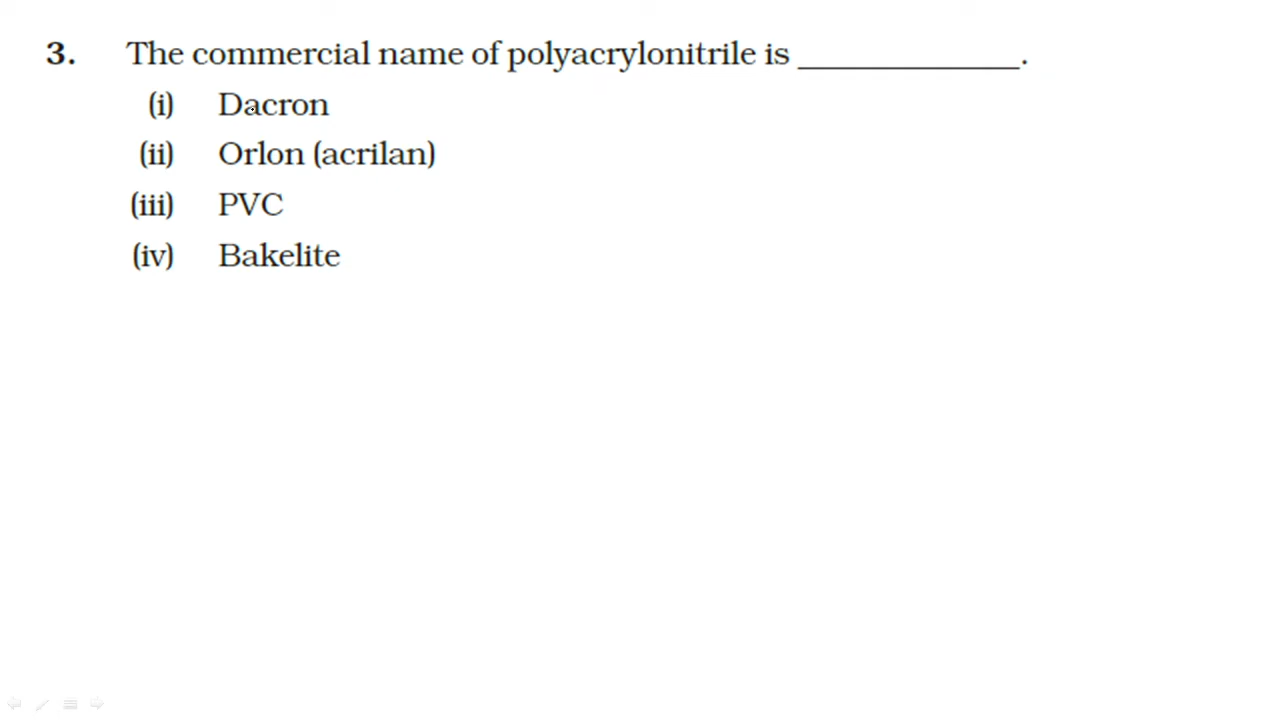 3. The commercial name of polyacrylonitrile is ______________.
(i) Dacron
(ii) Orlon (acrilan)
(iii) PVC
(iv) Bakelite